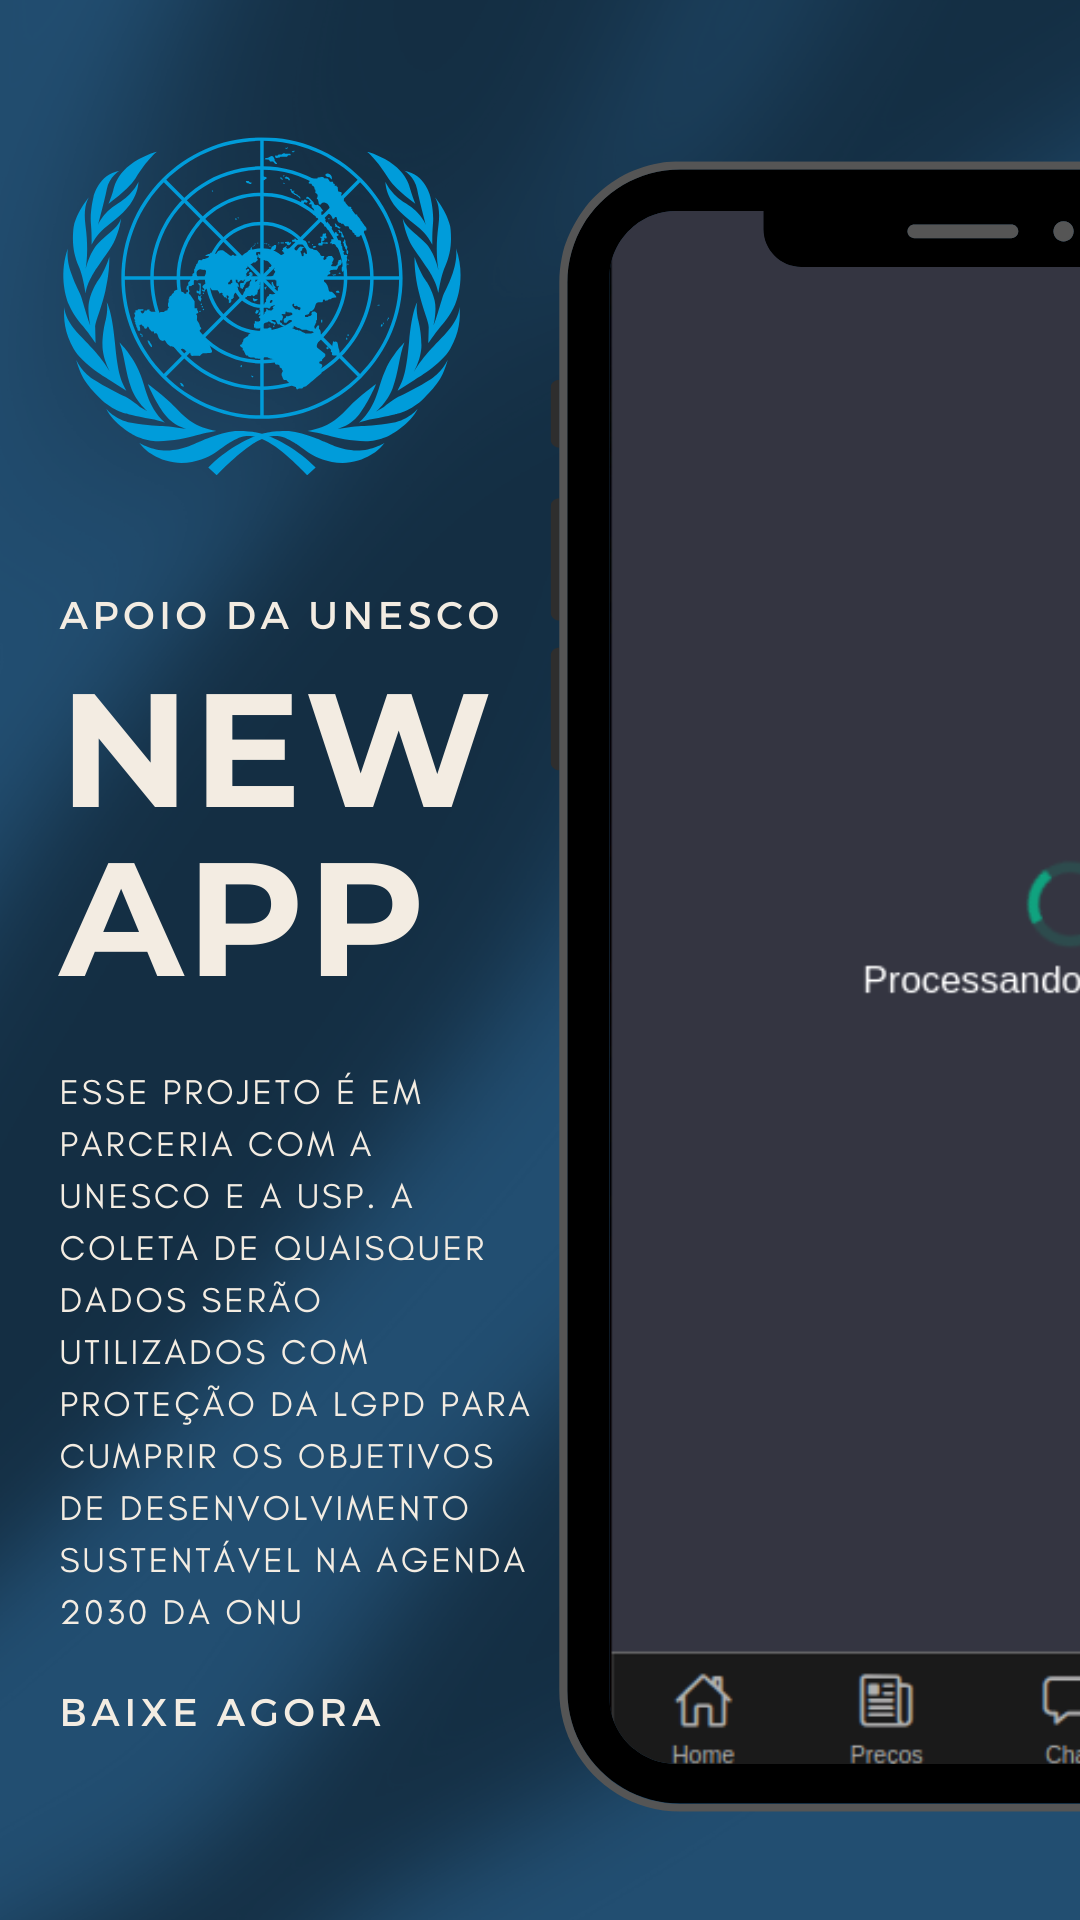 APOIO DA UNESCO
NEW
APP
ESSE PROJETO É EM
PARCERIA COM A
UNESCO E A USP. A
COLETA DE QUAISQUER
DADOS SERÃO
UTILIZADOS COM
PROTEÇÃO DA LGPD PARA
CUMPRIR OS OBJETIVOS
DE DESENVOLVIMENTO
SUSTENTÁVEL NA AGENDA
2030 DA ONU
BAIXE AGORA
Processando
Home Precos Cha